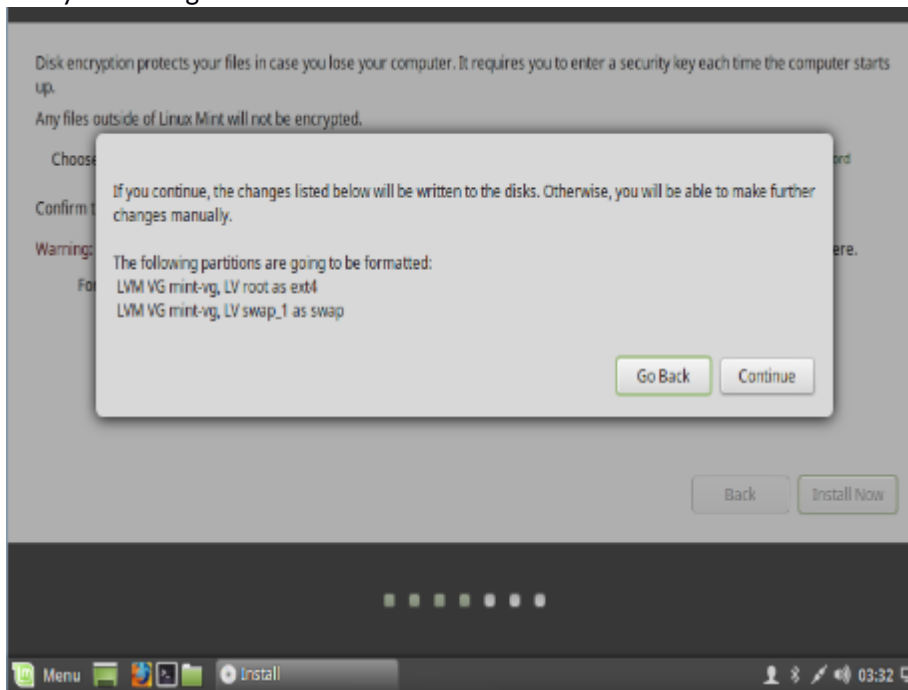 Disk encryption protects your files in case you lose your computer. It requires you to enter a security key each time the computer starts
up.
Any files outside of Linux Mint will not be encrypted.
Choose
Confirm
Warning:
If you continue, the changes listed below will be written to the disks. Otherwise, you will be able to make further
changes manually.
The following partitions are going to be formatted:
LVM VG mint-vg, LV root as ext4
LVM VG mint-vg, LV swap_1 as swap
Go Back Continue
Back Install Now
Menu Install 03:32